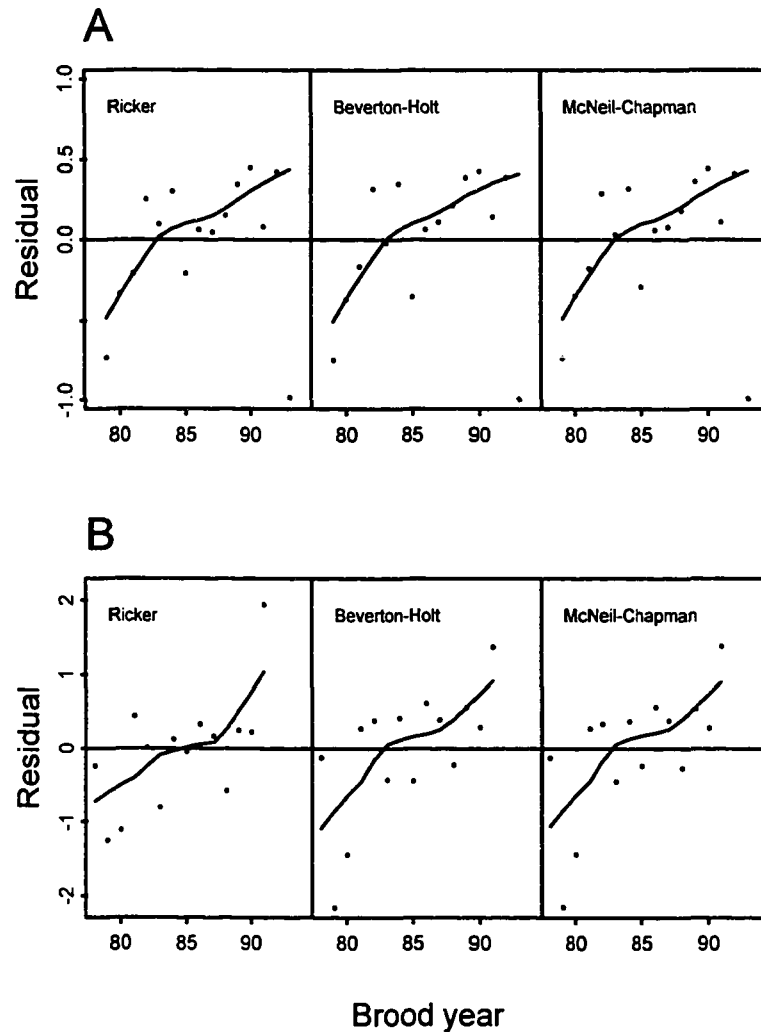 A
Ricker
Beverton-Holt
McNeil-Chapman
Residual
1.0
0.5
0.0
-1.0
80 85 90 80 85 90 80 85 90
B
Ricker
Beverton-Holt
McNeil-Chapman
Residual
2
1
0
-1
-2
80 85 90 80 85 90 80 85 90
Brood year